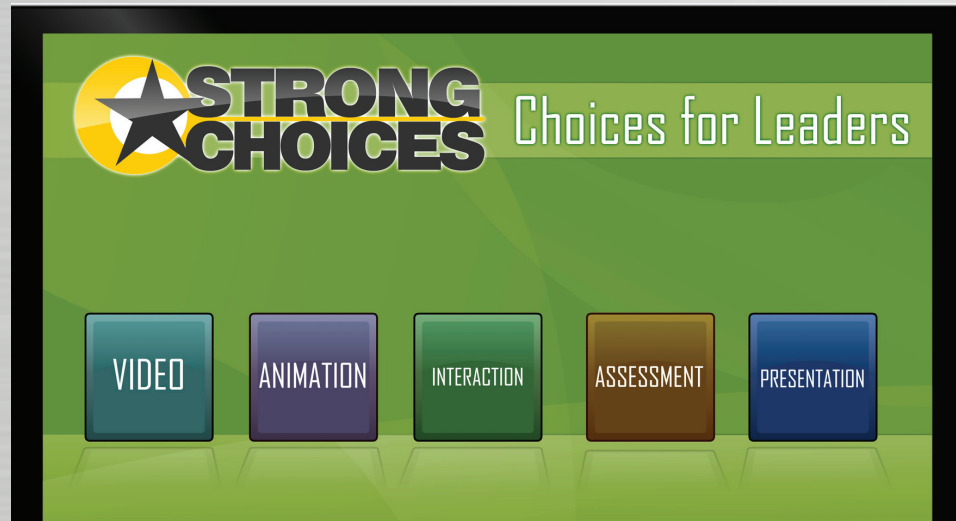 STRONG
CHOICES
Choices for Leaders
VIDEO
ANIMATION
INTERACTION
ASSESSMENT
PRESENTATION